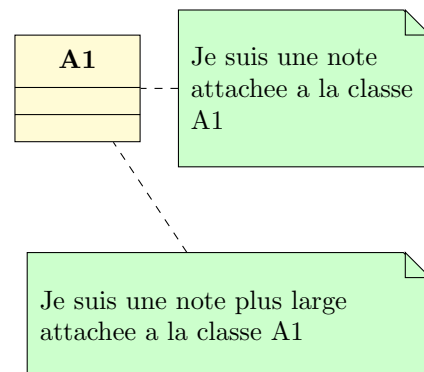 A1
Je suis une note
attachee a la classe
A1
Je suis une note plus large
attachee a la classe A1